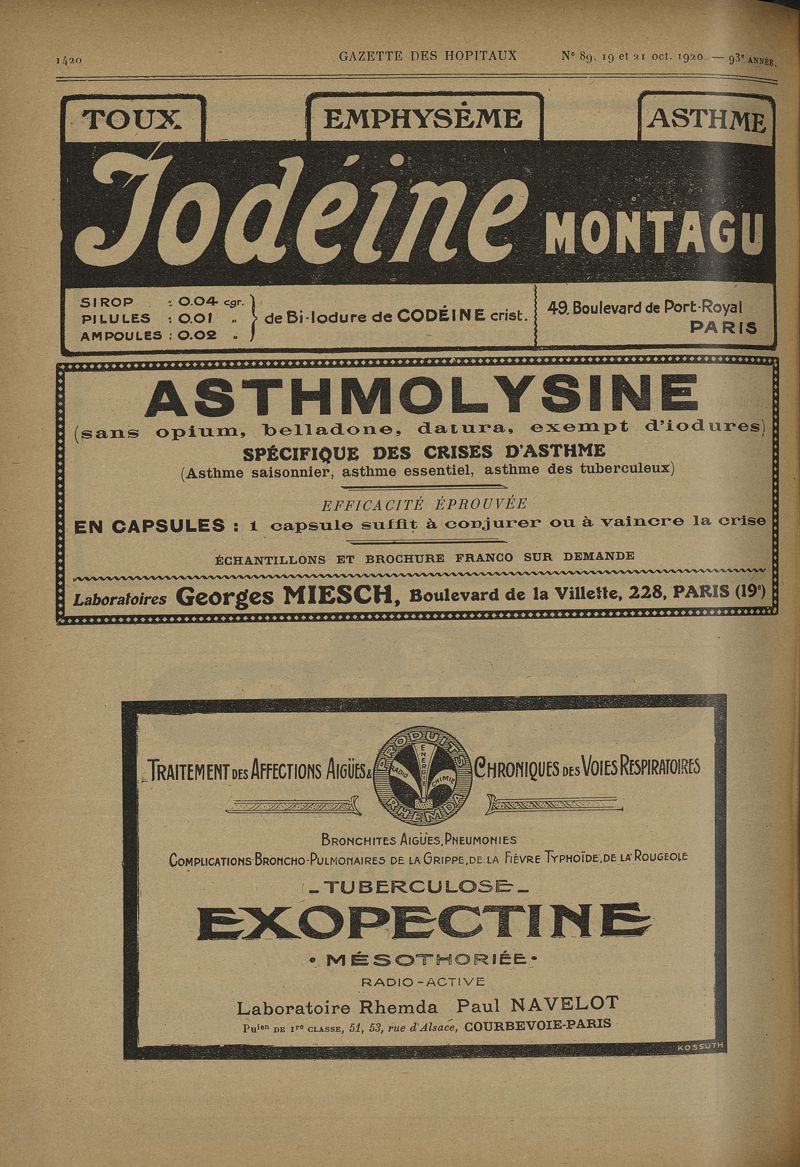 1420 GAZETTE DES HOPITAUX N° 89, 19 et 21 oct. 1920. — 93e ANNÉE.
TOUX EMPHYSÈME ASTHME
Iodéine MONTAGU
SIROP : 0.04 cgr.
PILULES : 0.01 „
AMPOULES : 0.02 „
de Bi-Iodure de CODÉINE crist.
49, Boulevard de Port-Royal
PARIS
ASTHMOLYSINE
(sans opium, belladone, datura, exempt d'iodures)
SPÉCIFIQUE DES CRISES D'ASTHME
(Asthme saisonnier, asthme essentiel, asthme des tuberculeux)
EFFICACITÉ ÉPROUVÉE
EN CAPSULES : 1 capsule suffit à conjurer ou à vaincre la crise
ÉCHANTILLONS ET BROCHURE FRANCO SUR DEMANDE
Laboratoires Georges MIESCH, Boulevard de la Villette, 228, PARIS (19e)
TRAITEMENT DES AFFECTIONS AIGÜES & CHRONIQUES DES VOIES RESPIRATOIRES
PRODUITS
ENERGIE
RADIO CHIMIE
RHEMDA
BRONCHITES AIGÜES, PNEUMONIES
COMPLICATIONS BRONCHO-PULMONAIRES DE LA GRIPPE, DE LA FIÈVRE TYPHOÏDE, DE LA ROUGEOLE
TUBERCULOSE
EXOPECTINE
MÉSOTHORIÉE
RADIO-ACTIVE
Laboratoire Rhemda Paul NAVELOT
Phien DE 1re CLASSE, 51, 53, rue d'Alsace, COURBEVOIE-PARIS
KOSSUTH